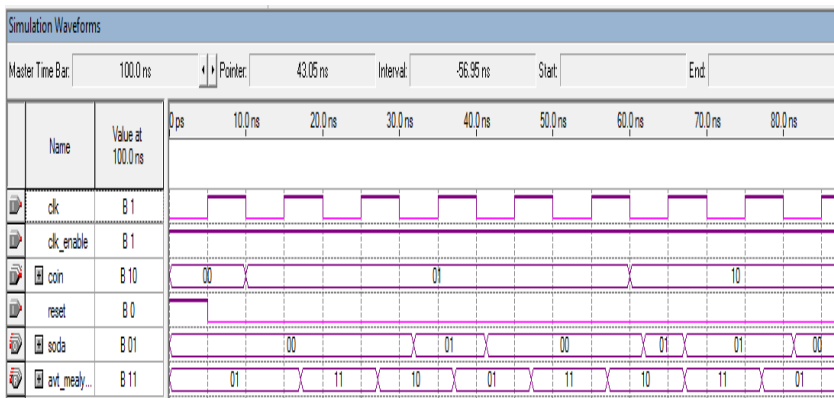 Simulation Waveforms
Master Time Bar: 100.0 ns Pointer: 43.05 ns Interval: -56.95 ns Start: End:
Name Value at 100.0 ns 0 ps 10.0 ns 20.0 ns 30.0 ns 40.0 ns 50.0 ns 60.0 ns 70.0 ns 80.0 ns
clk B 1
clk_enable B 1
coin B 10 00 01 10
reset B 0
soda B 01 00 01 00 01 01 00
avt_mealy... B 11 01 11 10 01 11 10 11 01